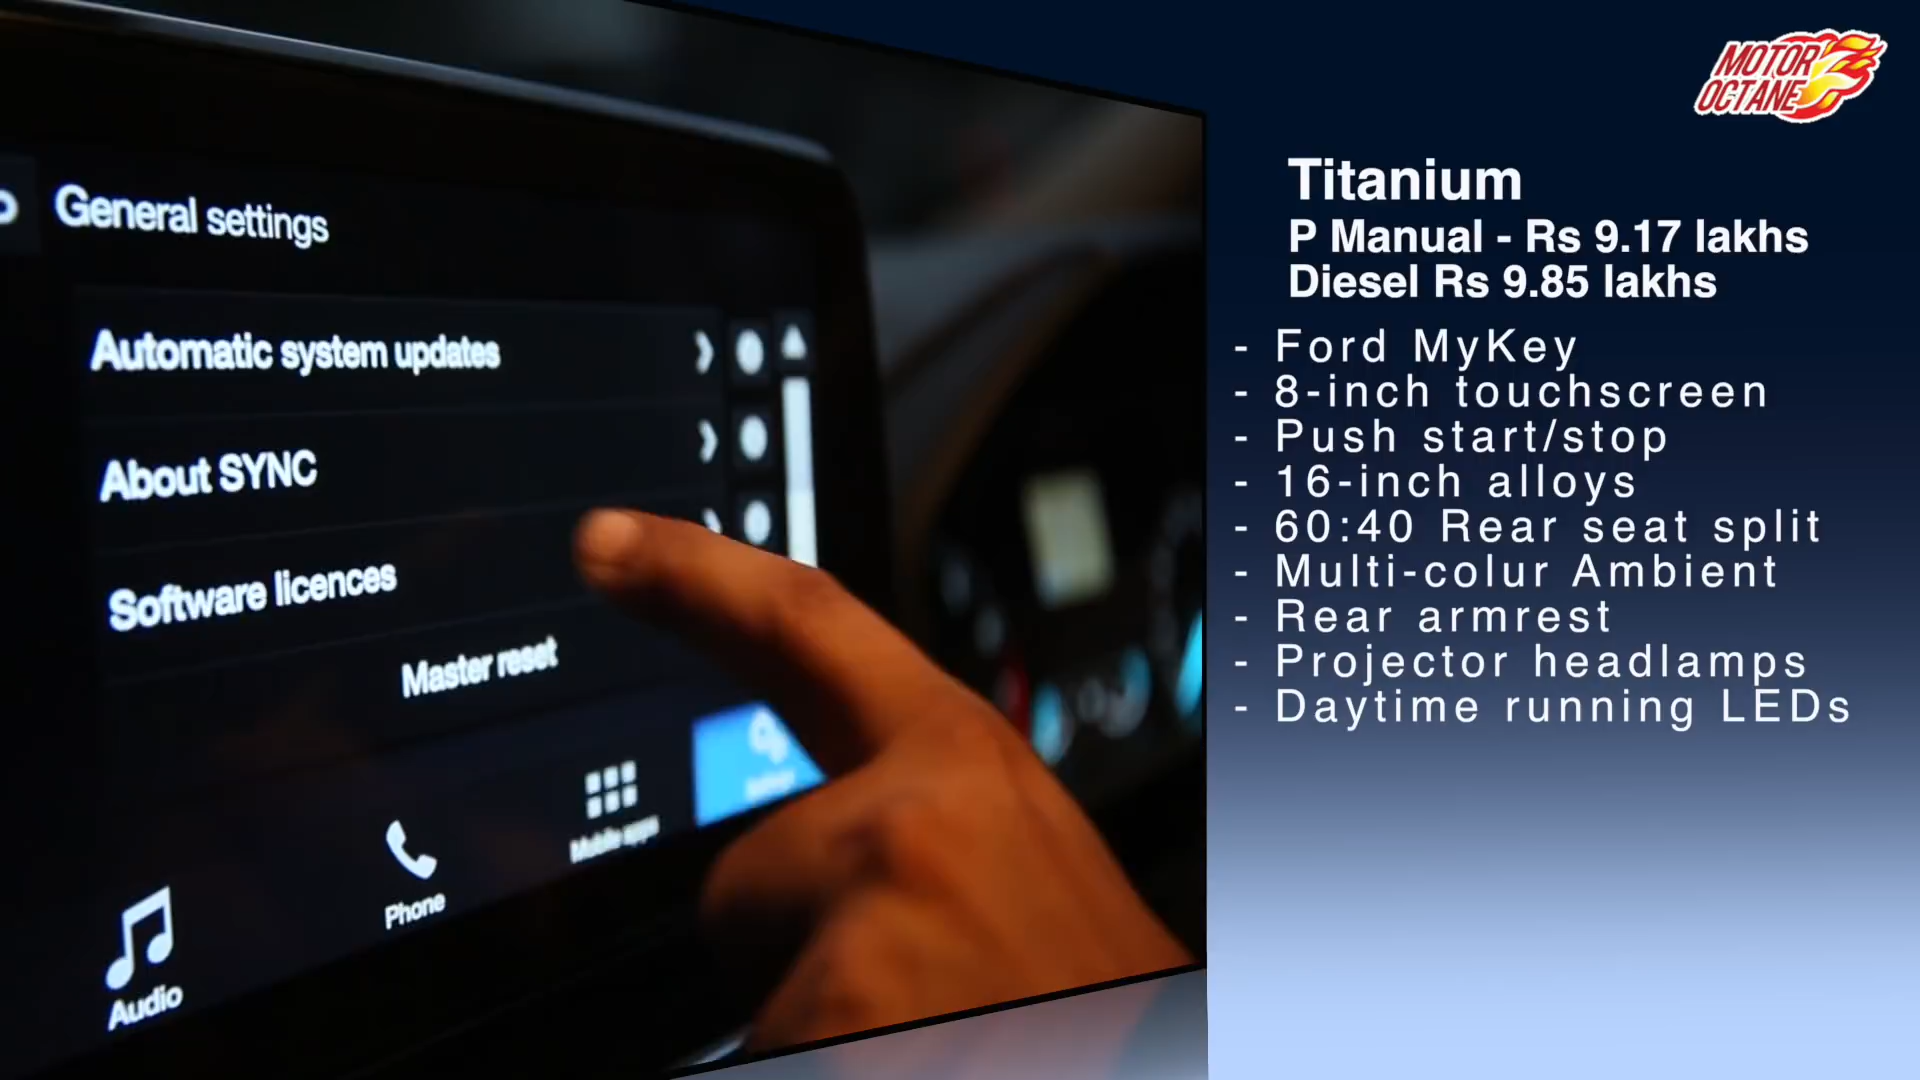 General settings
Automatic system updates
About SYNC
Software licences
Master reset
Audio
Phone
Mobile apps
MOTOR
OCTANE
Titanium
P Manual - Rs 9.17 lakhs
Diesel Rs 9.85 lakhs
- Ford MyKey
- 8-inch touchscreen
- Push start/stop
- 16-inch alloys
- 60:40 Rear seat split
- Multi-colur Ambient
- Rear armrest
- Projector headlamps
- Daytime running LEDs